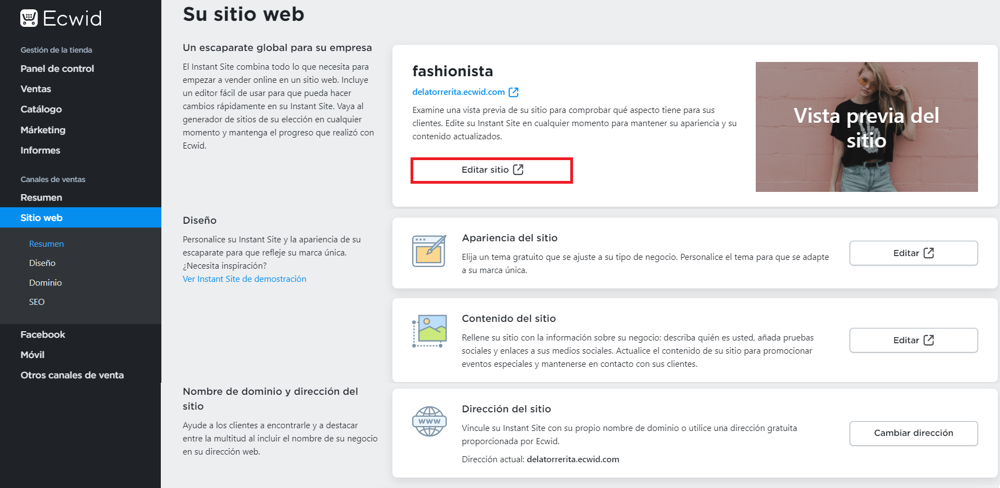 Ecwid
Gestión de la tienda
Panel de control
Ventas
Catálogo
Márketing
Informes
Canales de ventas
Resumen
Sitio web
Resumen
Diseño
Dominio
SEO
Facebook
Móvil
Otros canales de venta
Su sitio web
Un escaparate global para su empresa
El Instant Site combina todo lo que necesita para
empezar a vender online en un sitio web. Incluye
un editor fácil de usar para que pueda hacer
cambios rápidamente en su Instant Site. Vaya al
generador de sitios de su elección en cualquier
momento y mantenga el progreso que realizó con
Ecwid.
fashionista
delatorrerita.ecwid.com
Examine una vista previa de su sitio para comprobar qué aspecto tiene para sus
clientes. Edite su Instant Site en cualquier momento para mantener su apariencia y su
contenido actualizados.
Editar sitio
Vista previa del
sitio
Diseño
Personalice su Instant Site y la apariencia de su
escaparate para que refleje su marca única.
¿Necesita inspiración?
Ver Instant Site de demostración
Apariencia del sitio
Elija un tema gratuito que se ajuste a su tipo de negocio. Personalice el tema para que se adapte
a su marca única.
Editar
Contenido del sitio
Rellene su sitio con la información sobre su negocio: describa quién es usted, añada pruebas
sociales y enlaces a sus medios sociales. Actualice el contenido de su sitio para promocionar
eventos especiales y mantenerse en contacto con sus clientes.
Editar
Nombre de dominio y dirección del
sitio
Ayude a los clientes a encontrarle y a destacar
entre la multitud al incluir el nombre de su negocio
en su dirección web.
www
Dirección del sitio
Vincule su Instant Site con su propio nombre de dominio o utilice una dirección gratuita
proporcionada por Ecwid.
Dirección actual: delatorrerita.ecwid.com
Cambiar dirección